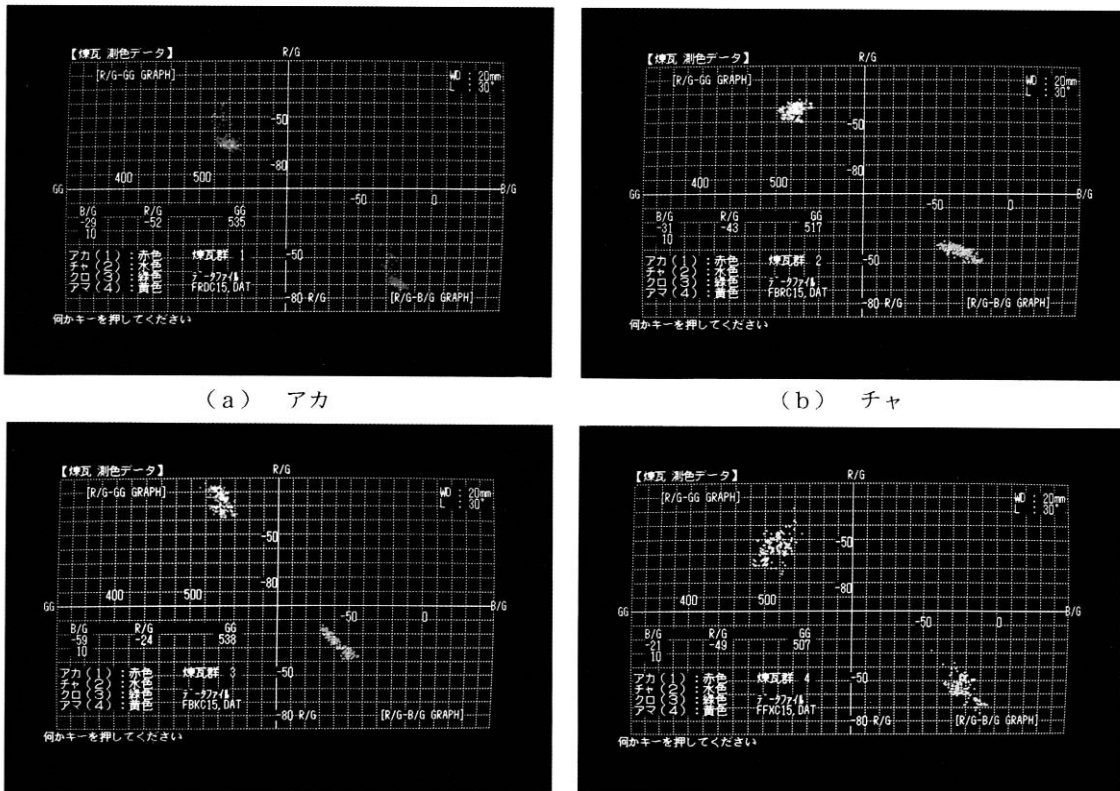 【煉瓦 測色データ】
R/G
[R/G-GG GRAPH]
WD : 20mm
L : 30°
-50
-80
400 500
GG
B/G
-50 0
B/G R/G GG
-29 -52 535
10
アカ(1):赤色 煉瓦群 1
チャ(2):水色
クロ(3):緑色 データファイル
アマ(4):黄色 FRDC15,DAT
-50
-80 R/G
[R/G-B/G GRAPH]
何かキーを押してください
(a) アカ
【煉瓦 測色データ】
R/G
[R/G-GG GRAPH]
WD : 20mm
L : 30°
-50
-80
400 500
GG
B/G
-50 0
B/G R/G GG
-31 -43 517
10
アカ(1):赤色 煉瓦群 2
チャ(2):水色
クロ(3):緑色 データファイル
アマ(4):黄色 FBRC15,DAT
-50
-80 R/G
[R/G-B/G GRAPH]
何かキーを押してください
(b) チャ
【煉瓦 測色データ】
R/G
[R/G-GG GRAPH]
WD : 20mm
L : 30°
-50
-80
400 500
GG
B/G
-50 0
B/G R/G GG
-59 -24 538
10
アカ(1):赤色 煉瓦群 3
チャ(2):水色
クロ(3):緑色 データファイル
アマ(4):黄色 FBKC15,DAT
-50
-80 R/G
[R/G-B/G GRAPH]
何かキーを押してください
【煉瓦 測色データ】
R/G
[R/G-GG GRAPH]
WD : 20mm
L : 30°
-50
-80
400 500
GG
B/G
-50 0
B/G R/G GG
-21 -49 507
10
アカ(1):赤色 煉瓦群 4
チャ(2):水色
クロ(3):緑色 データファイル
アマ(4):黄色 FFXC15,DAT
-50
-80 R/G
[R/G-B/G GRAPH]
何かキーを押してください